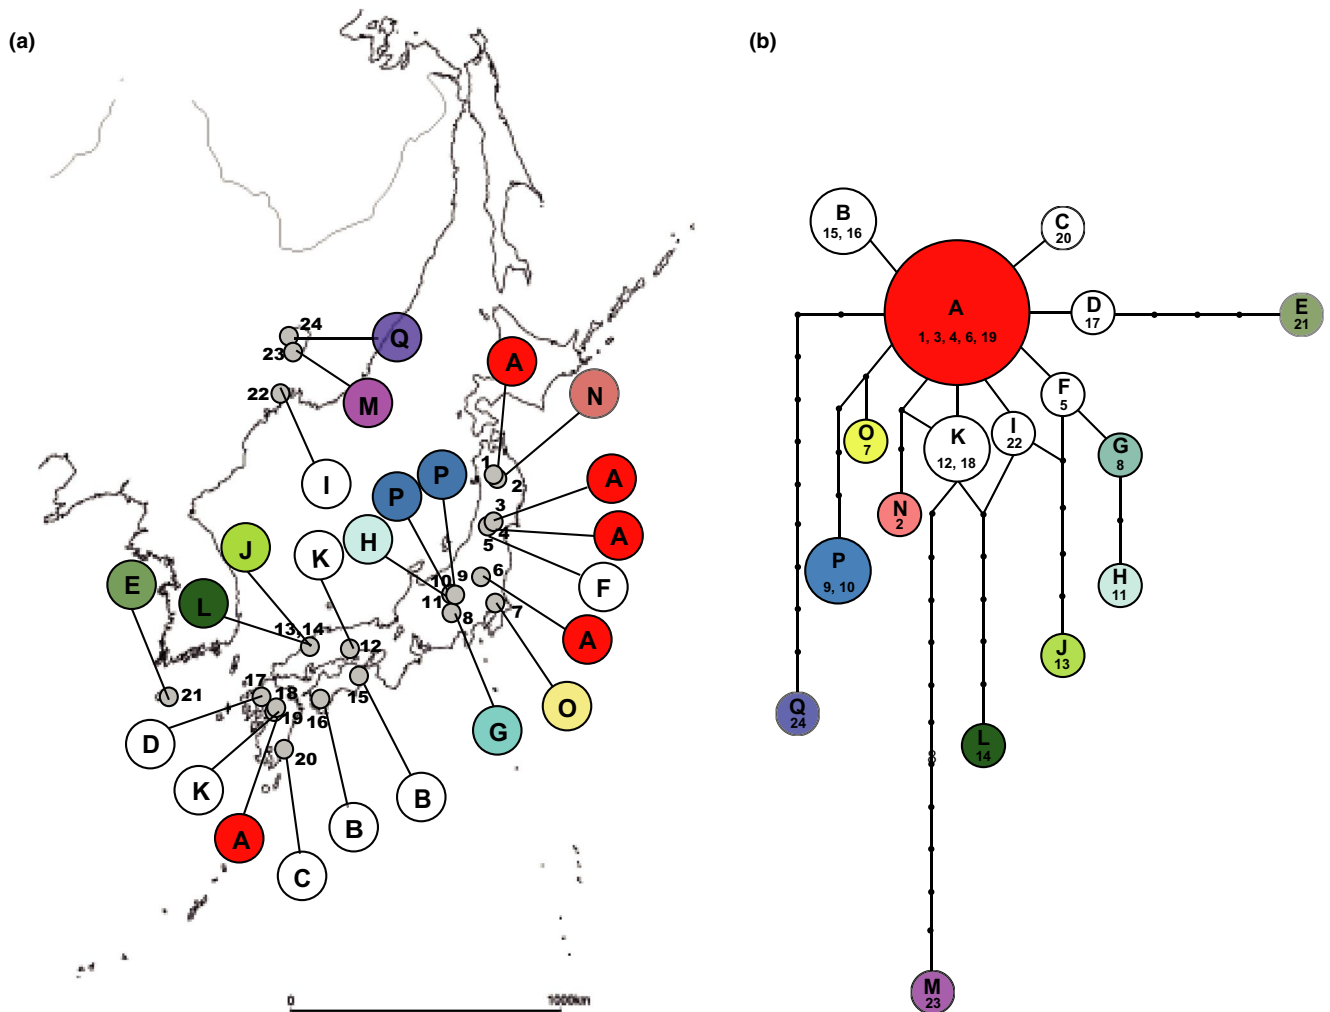 (a)
24
Q
23
M
22
I
A
N
1
2
P
P
A
3
4
A
5
H
F
10
9
6
11
8
7
A
J
K
E
L
13,14
12
O
G
21
17
18
15
19
16
D
20
K
B
A
B
C
0
1000km
(b)
B
15, 16
C
20
A
1, 3, 4, 6, 19
D
17
E
21
F
5
O
7
K
12, 18
I
22
G
8
N
2
P
9, 10
H
11
J
13
Q
24
L
14
8
M
23